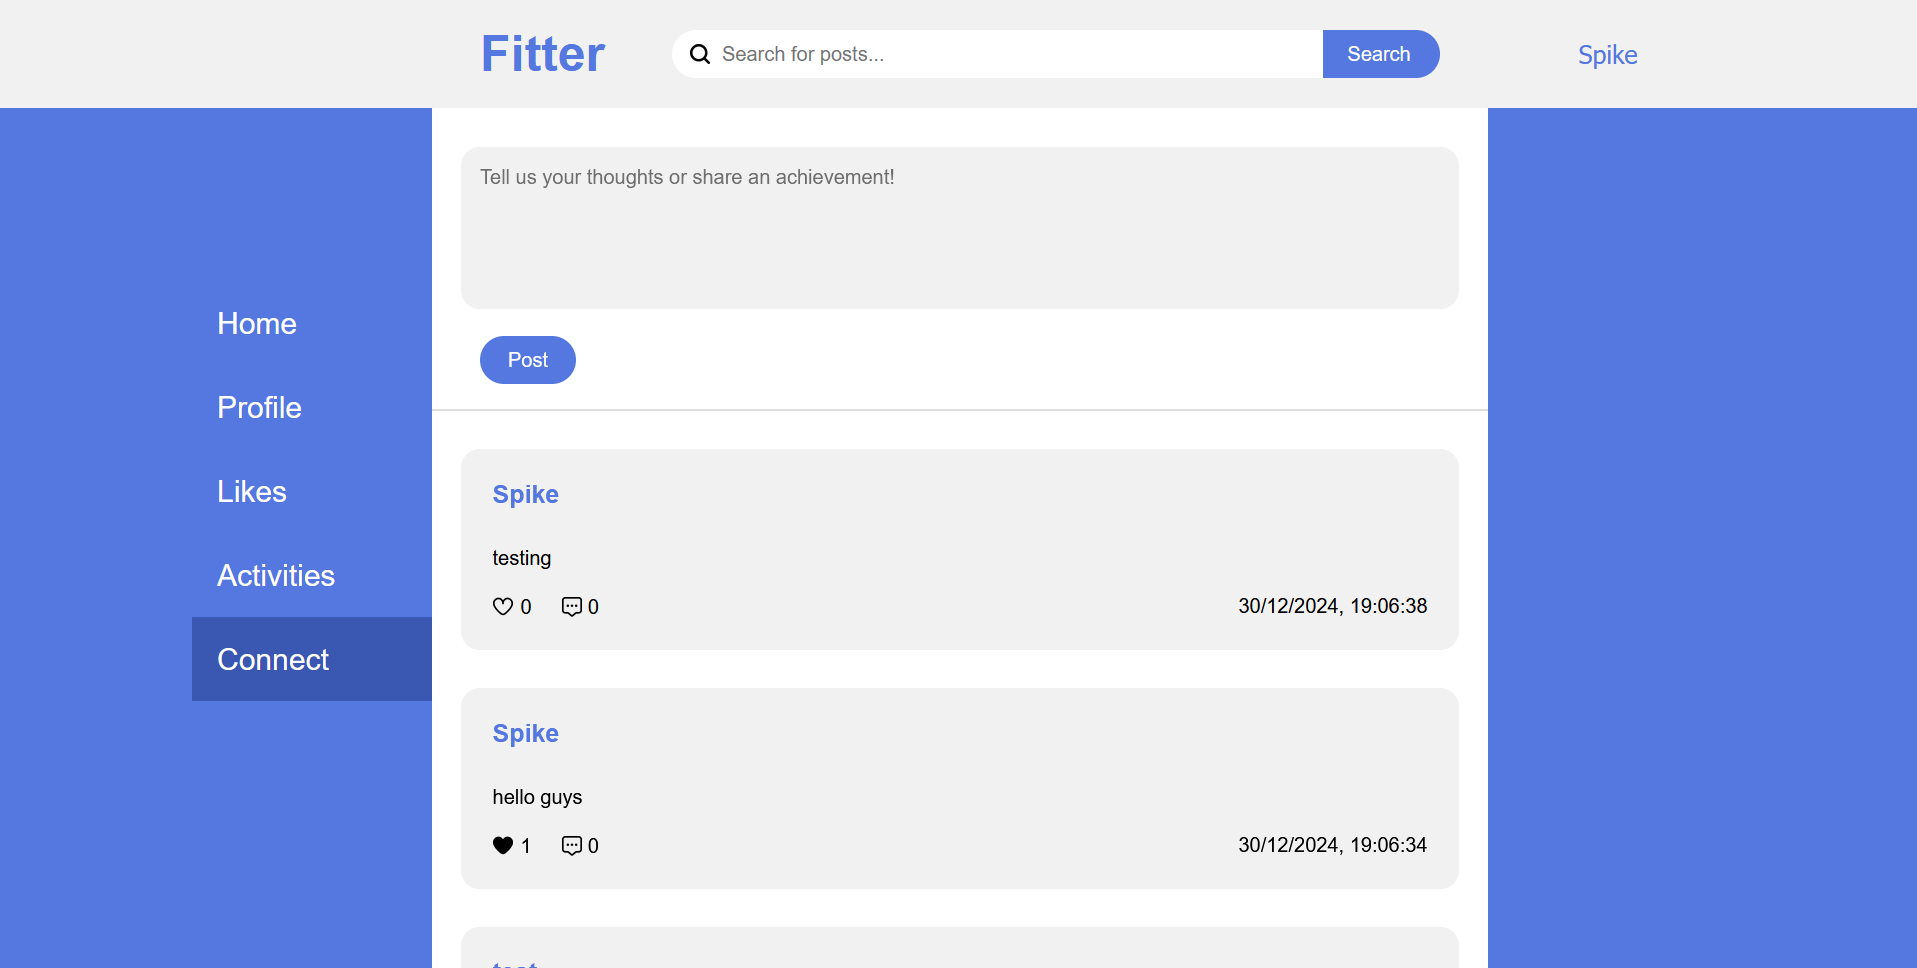 Fitter
Search for posts...
Search
Spike
Home
Profile
Likes
Activities
Connect
Tell us your thoughts or share an achievement!
Post
Spike
testing
0 0 30/12/2024, 19:06:38
Spike
hello guys
1 0 30/12/2024, 19:06:34